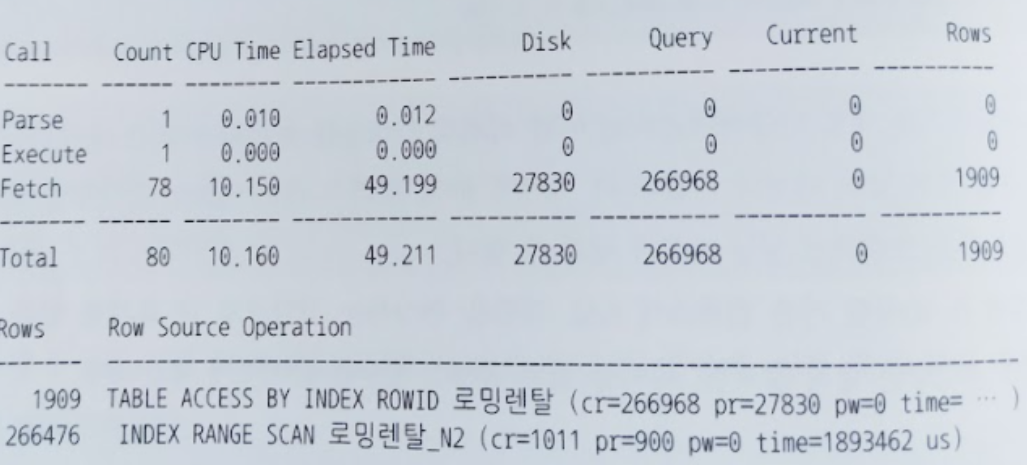 Call Count CPU Time Elapsed Time Disk Query Current Rows
------- ------ -------- ------------ ---------- ---------- ---------- ----------
Parse 1 0.010 0.012 0 0 0 0
Execute 1 0.000 0.000 0 0 0 0
Fetch 78 10.150 49.199 27830 266968 0 1909
------- ------ -------- ------------ ---------- ---------- ---------- ----------
Total 80 10.160 49.211 27830 266968 0 1909
Rows Row Source Operation
------- ---------------------------------------------------------------
1909 TABLE ACCESS BY INDEX ROWID 로밍렌탈 (cr=266968 pr=27830 pw=0 time= ··· )
266476 INDEX RANGE SCAN 로밍렌탈_N2 (cr=1011 pr=900 pw=0 time=1893462 us)